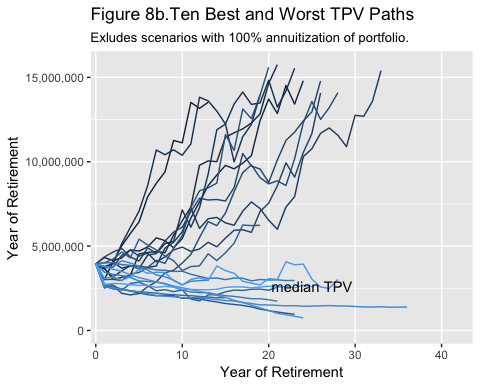 Figure 8b.Ten Best and Worst TPV Paths
Exludes scenarios with 100% annuitization of portfolio.
15,000,000
10,000,000
5,000,000
0
Year of Retirement
median TPV
0 10 20 30 40
Year of Retirement